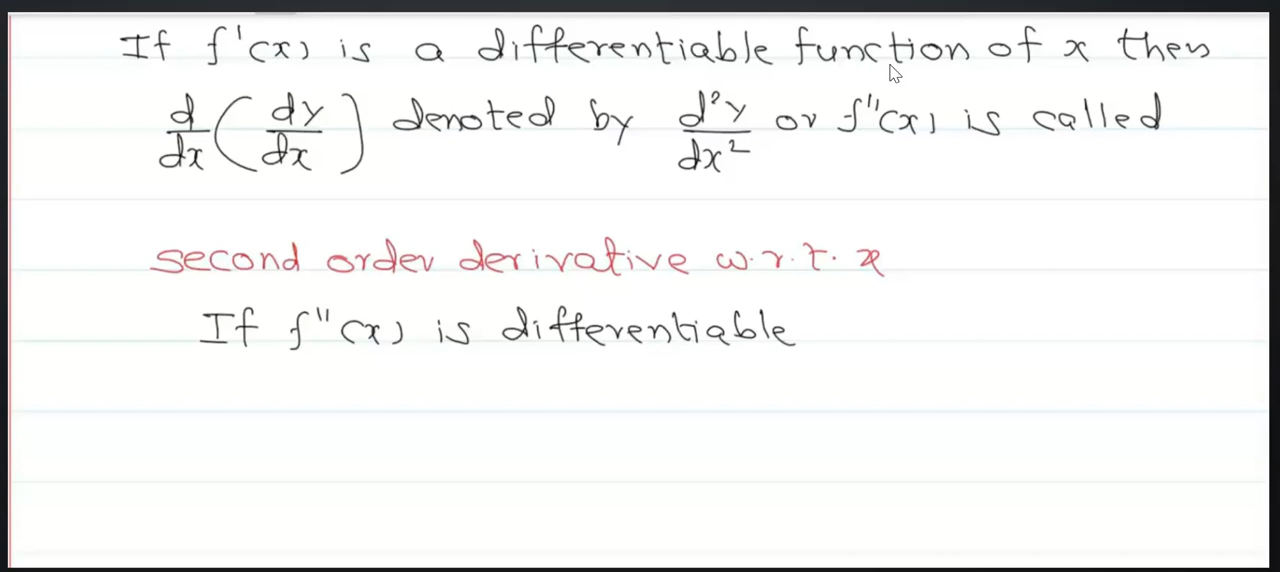 If f'(x) is a differentiable function of x then
d/dx (dy/dx) denoted by d²y/dx² or f''(x) is called
second order derivative w.r.t. x
If f''(x) is differentiable